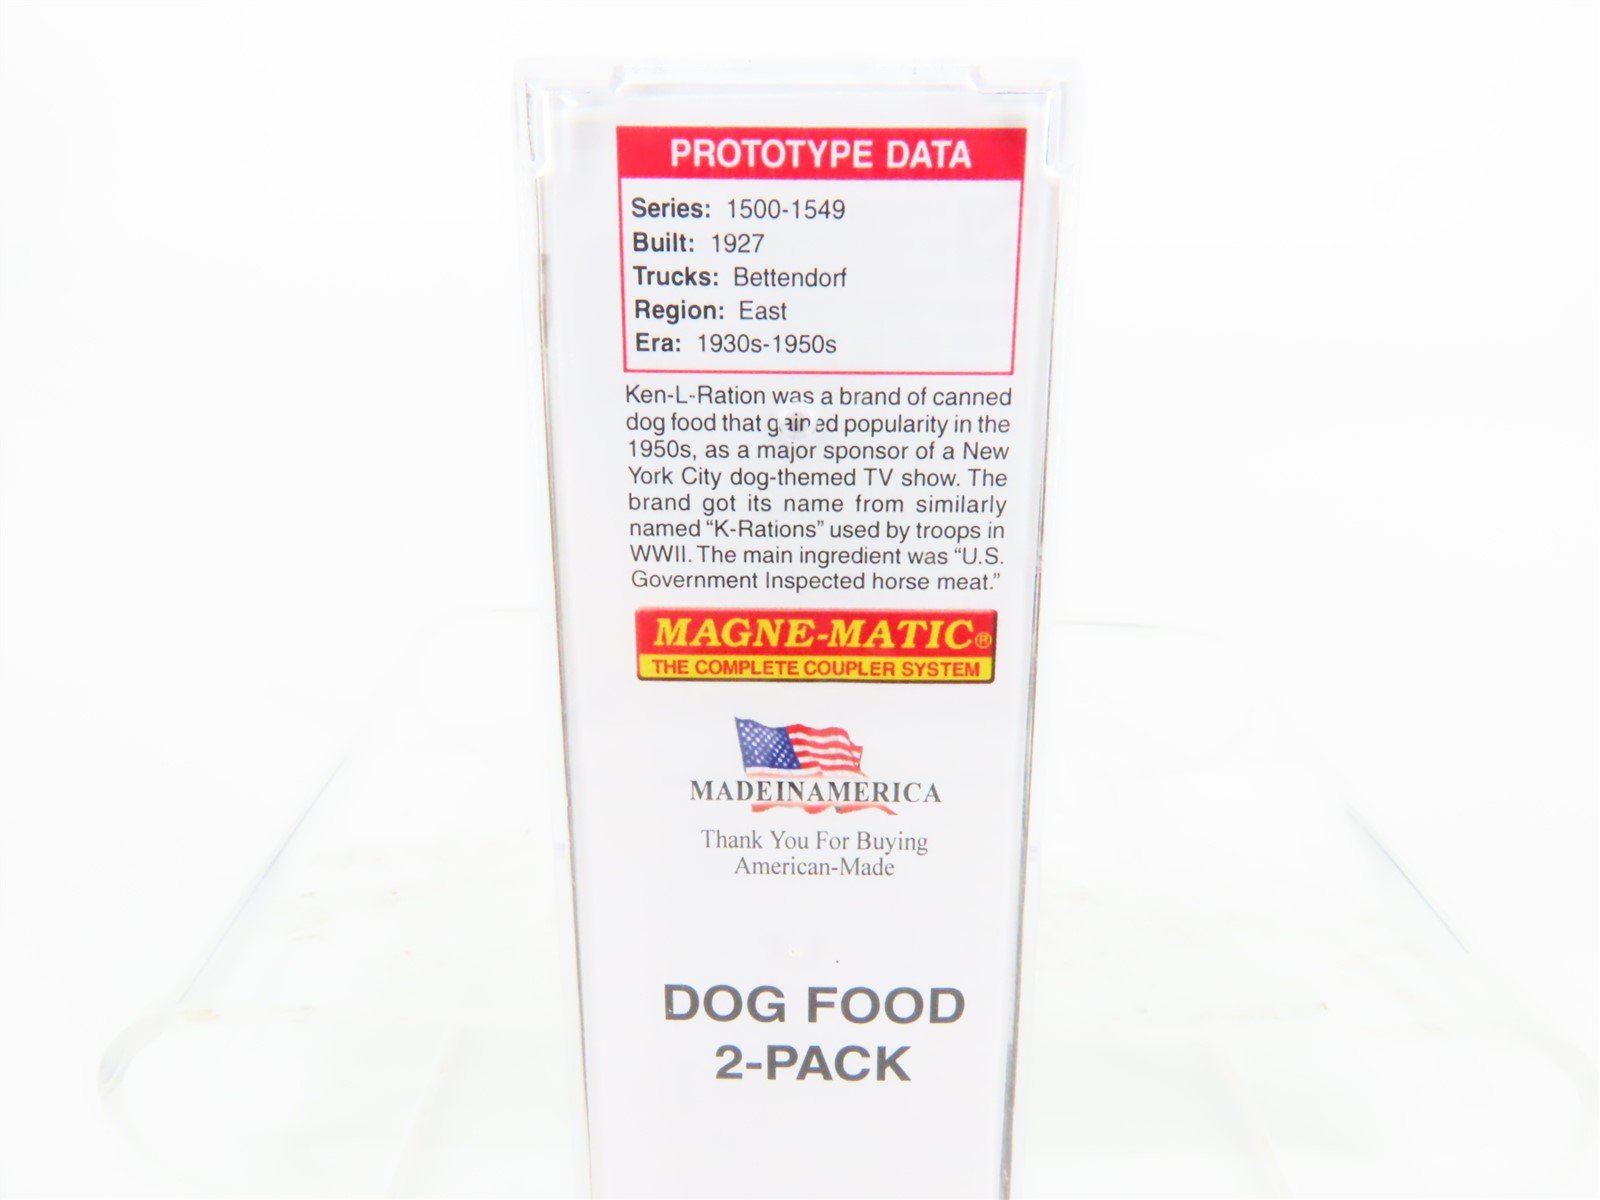 PROTOTYPE DATA
Series: 1500-1549
Built: 1927
Trucks: Bettendorf
Region: East
Era: 1930s-1950s
Ken-L-Ration was a brand of canned
dog food that gained popularity in the
1950s, as a major sponsor of a New
York City dog-themed TV show. The
brand got its name from similarly
named “K-Rations” used by troops in
WWII. The main ingredient was “U.S.
Government Inspected horse meat.”
MAGNE-MATIC®
THE COMPLETE COUPLER SYSTEM
MADEINAMERICA
Thank You For Buying
American-Made
DOG FOOD
2-PACK